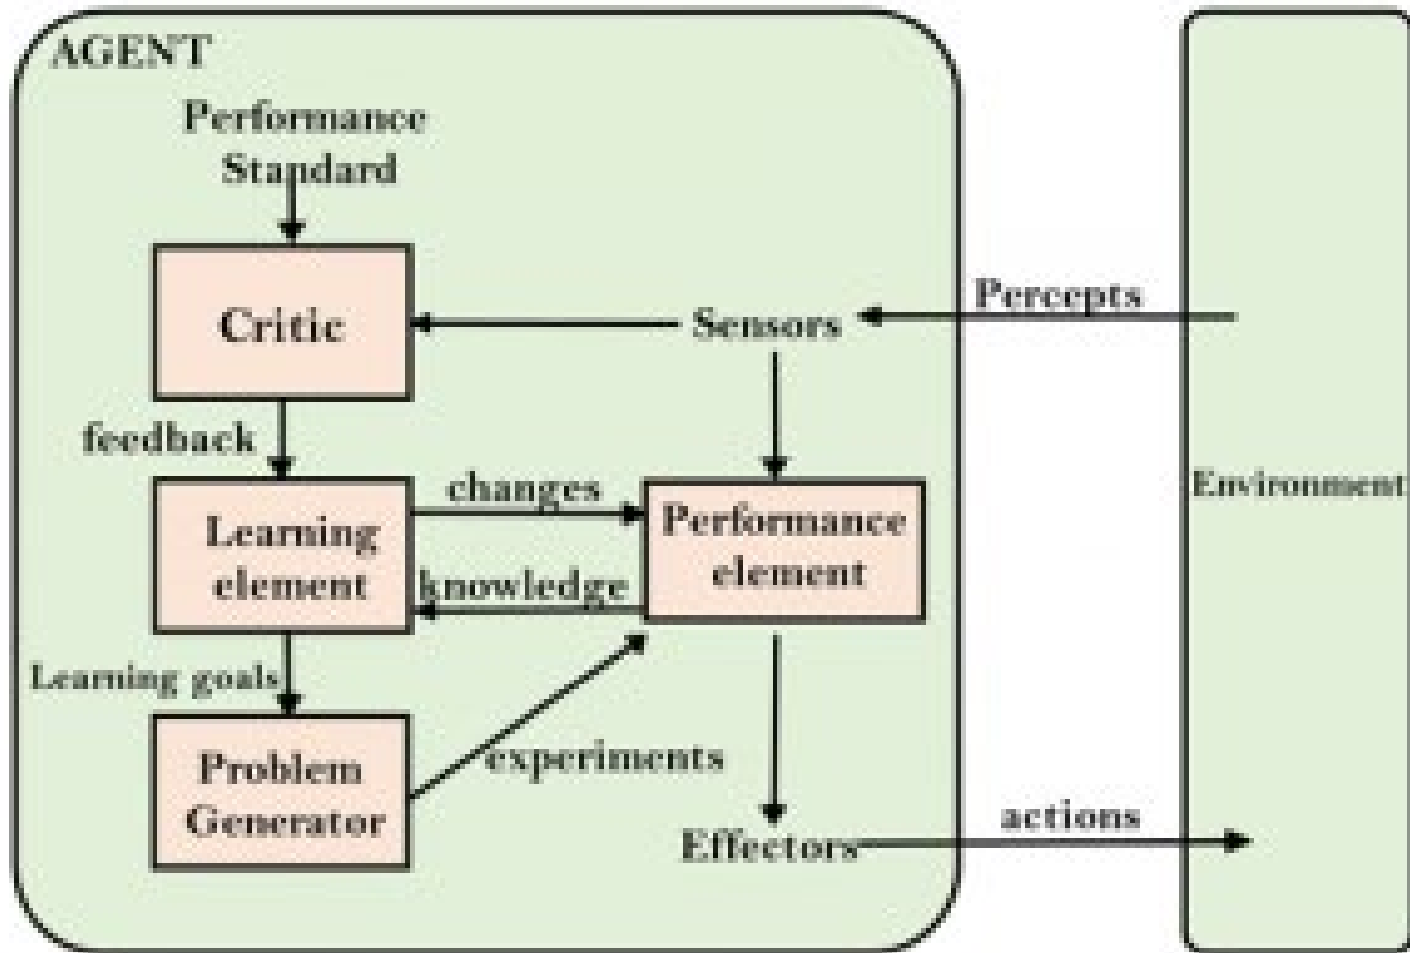 AGENT
Performance
Standard
Critic
Sensors
Percepts
feedback
changes
Environment
Learning
element
Performance
element
knowledge
Learning goals
Problem
Generator
experiments
Effectors
actions